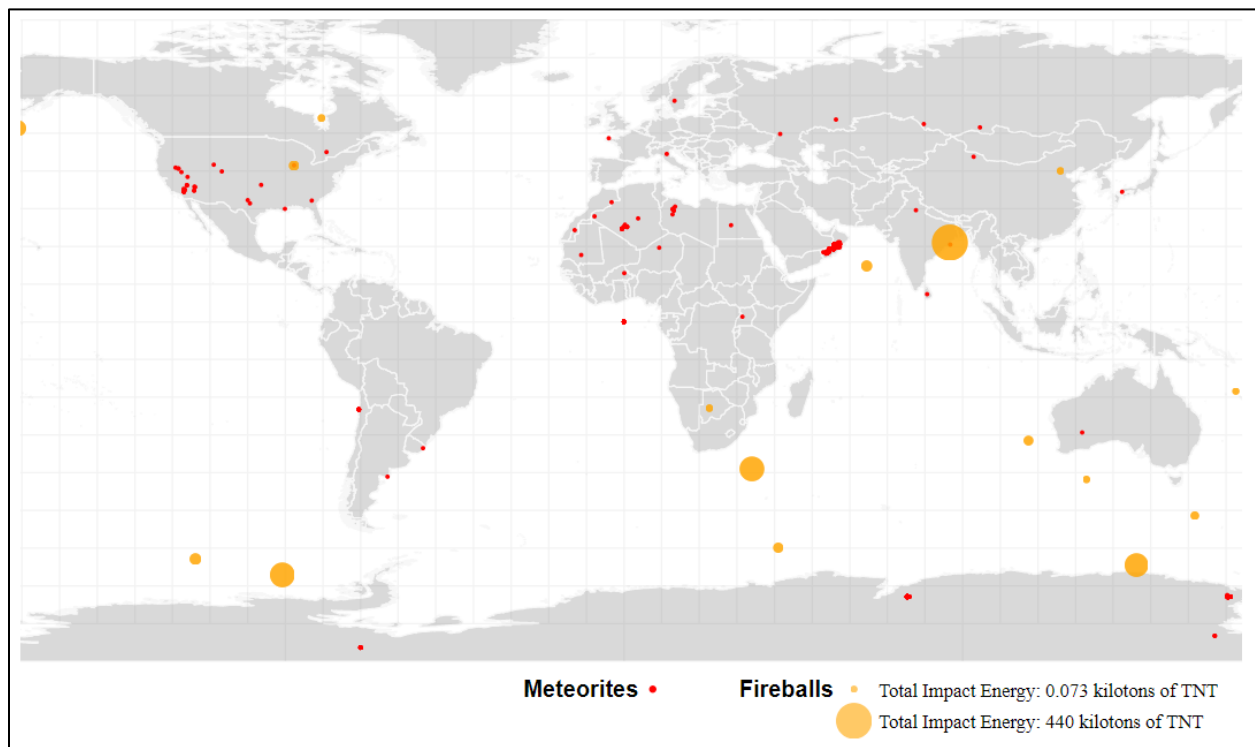 Meteorites Fireballs Total Impact Energy: 0.073 kilotons of TNT
Total Impact Energy: 440 kilotons of TNT